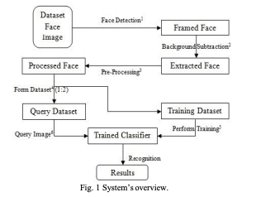 Dataset
Face
Image
Face Detection¹
Framed Face
Background Subtraction²
Extracted Face
Pre-Processing³
Processed Face
Form Dataset⁴(1:2)
Query Dataset
Training Dataset
Query Image⁶
Perform Training⁵
Trained Classifier
Recognition
Results
Fig. 1 System's overview.